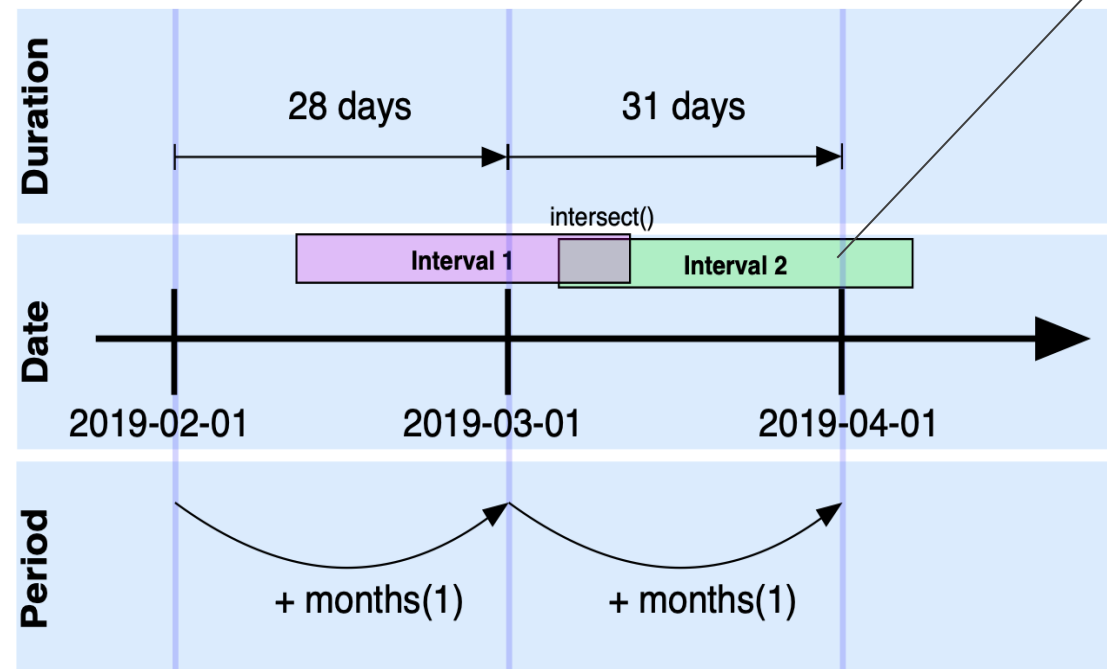 Duration
28 days
31 days
intersect()
Date
Interval 1
Interval 2
2019-02-01
2019-03-01
2019-04-01
Period
+ months(1)
+ months(1)